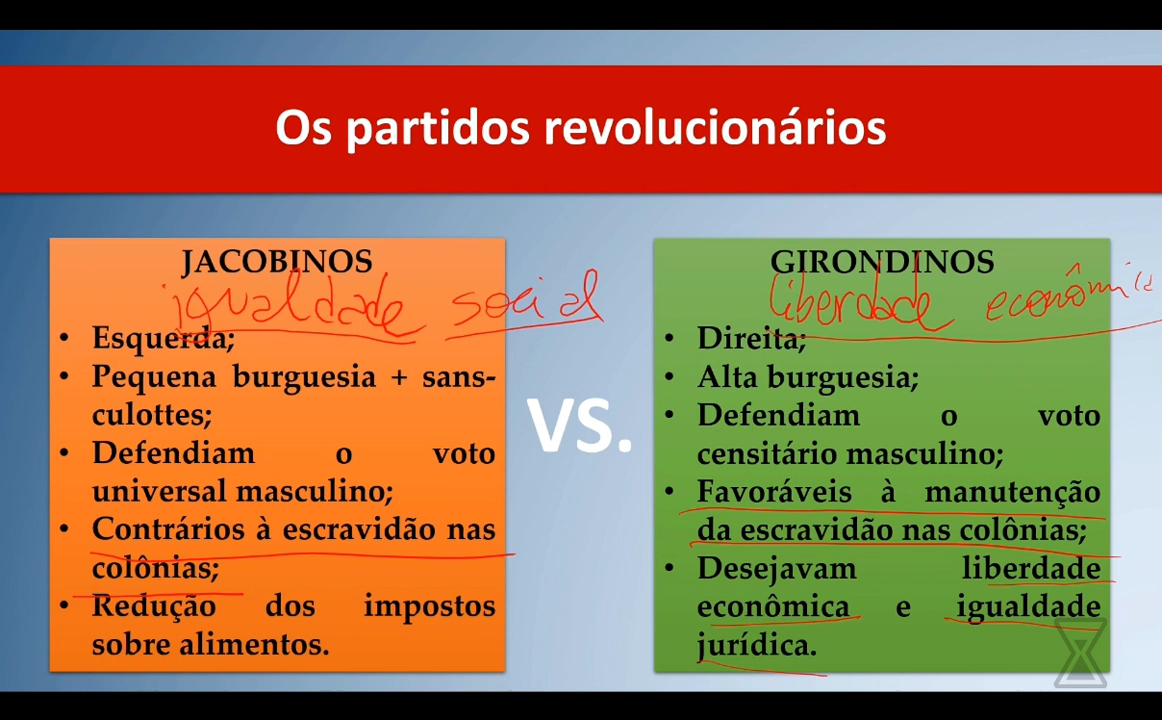 Os partidos revolucionários
JACOBINOS
igualdade social
• Esquerda;
• Pequena burguesia + sans-
culottes;
• Defendiam o voto
universal masculino;
• Contrários à escravidão nas
colônias;
• Redução dos impostos
sobre alimentos.
VS.
GIRONDINOS
liberdade econômica
• Direita;
• Alta burguesia;
• Defendiam o voto
censitário masculino;
• Favoráveis à manutenção
da escravidão nas colônias;
• Desejavam liberdade
econômica e igualdade
jurídica.